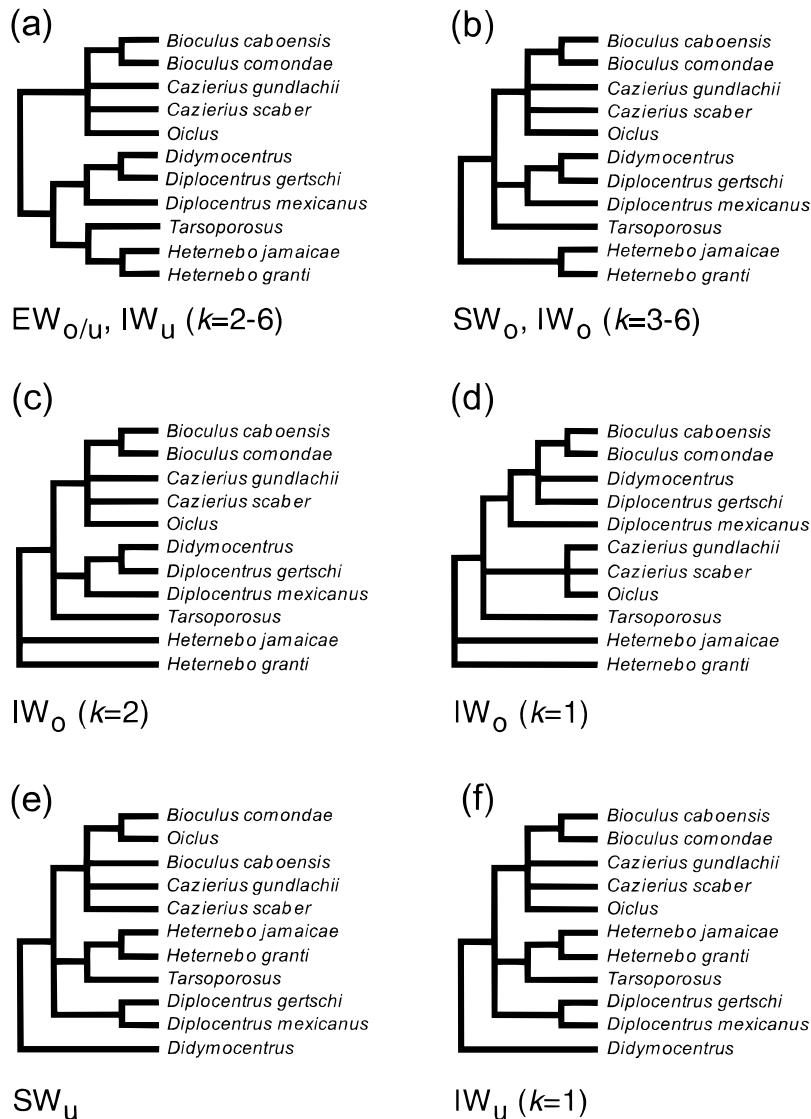 (a)
Bioculus caboensis
Bioculus comondae
Cazierius gundlachii
Cazierius scaber
Oiclus
Didymocentrus
Diplocentrus gertschi
Diplocentrus mexicanus
Tarsoporosus
Heternebo jamaicae
Heternebo granti
EWo/u, IWu (k=2-6)
(b)
Bioculus caboensis
Bioculus comondae
Cazierius gundlachii
Cazierius scaber
Oiclus
Didymocentrus
Diplocentrus gertschi
Diplocentrus mexicanus
Tarsoporosus
Heternebo jamaicae
Heternebo granti
SWo, IWo (k=3-6)
(c)
Bioculus caboensis
Bioculus comondae
Cazierius gundlachii
Cazierius scaber
Oiclus
Didymocentrus
Diplocentrus gertschi
Diplocentrus mexicanus
Tarsoporosus
Heternebo jamaicae
Heternebo granti
IWo (k=2)
(d)
Bioculus caboensis
Bioculus comondae
Didymocentrus
Diplocentrus gertschi
Diplocentrus mexicanus
Cazierius gundlachii
Cazierius scaber
Oiclus
Tarsoporosus
Heternebo jamaicae
Heternebo granti
IWo (k=1)
(e)
Bioculus comondae
Oiclus
Bioculus caboensis
Cazierius gundlachii
Cazierius scaber
Heternebo jamaicae
Heternebo granti
Tarsoporosus
Diplocentrus gertschi
Diplocentrus mexicanus
Didymocentrus
SWu
(f)
Bioculus caboensis
Bioculus comondae
Cazierius gundlachii
Cazierius scaber
Oiclus
Heternebo jamaicae
Heternebo granti
Tarsoporosus
Diplocentrus gertschi
Diplocentrus mexicanus
Didymocentrus
IWu (k=1)